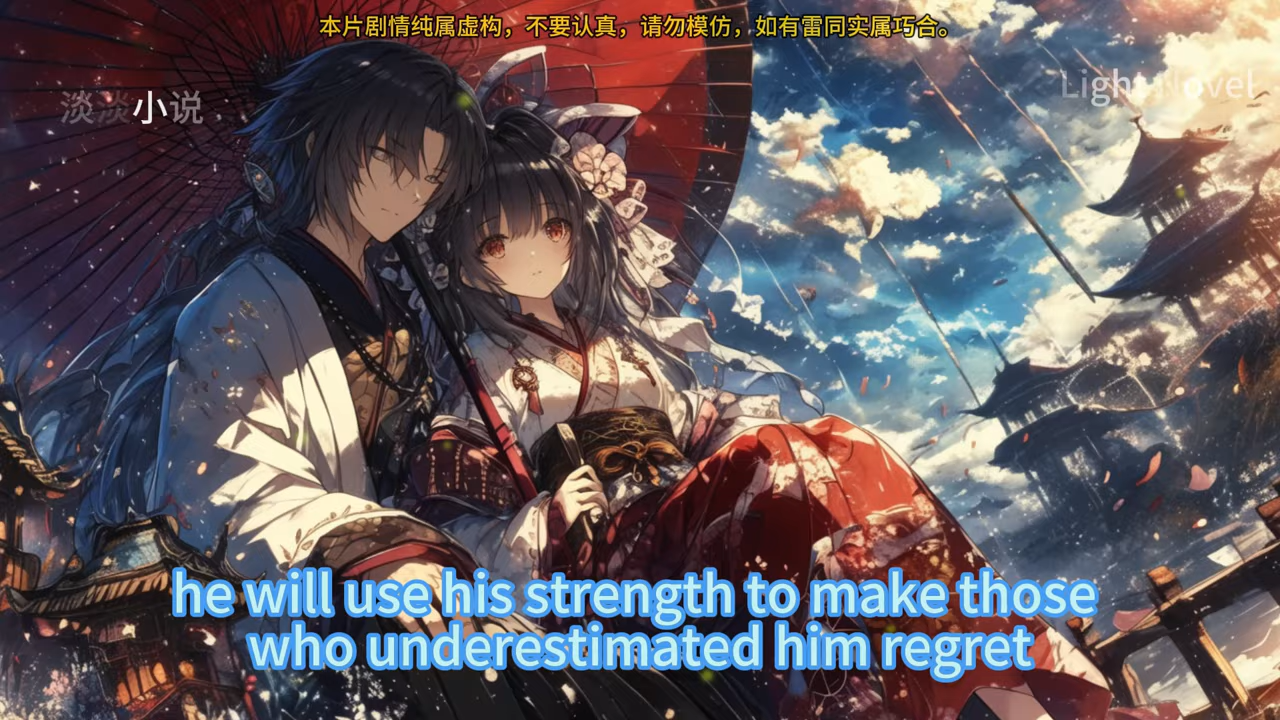 本片剧情纯属虚构，不要认真，请勿模仿，如有雷同实属巧合。
淡淡小说
Light Novel
he will use his strength to make those
who underestimated him regret